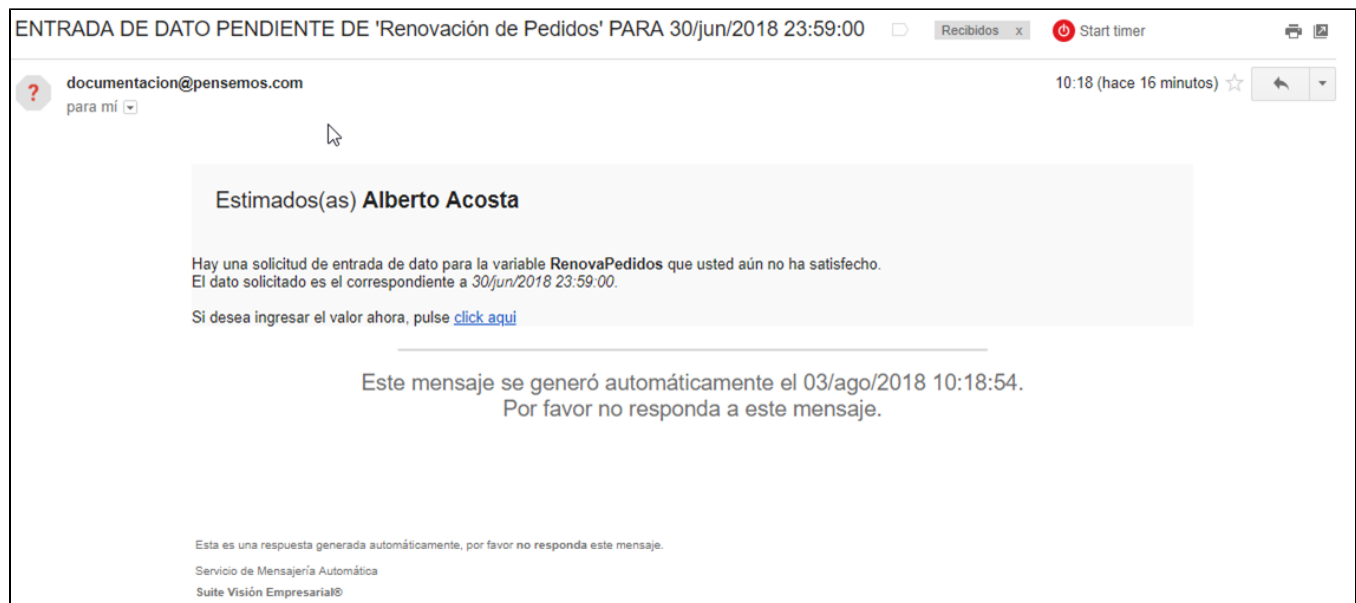 ENTRADA DE DATO PENDIENTE DE 'Renovación de Pedidos' PARA 30/jun/2018 23:59:00 Recibidos x Start timer
? documentacion@pensemos.com 10:18 (hace 16 minutos)
para mí
Estimados(as) Alberto Acosta
Hay una solicitud de entrada de dato para la variable RenovaPedidos que usted aún no ha satisfecho.
El dato solicitado es el correspondiente a 30/jun/2018 23:59:00.
Si desea ingresar el valor ahora, pulse click aqui
Este mensaje se generó automáticamente el 03/ago/2018 10:18:54.
Por favor no responda a este mensaje.
Esta es una respuesta generada automáticamente, por favor no responda este mensaje.
Servicio de Mensajería Automática
Suite Visión Empresarial®